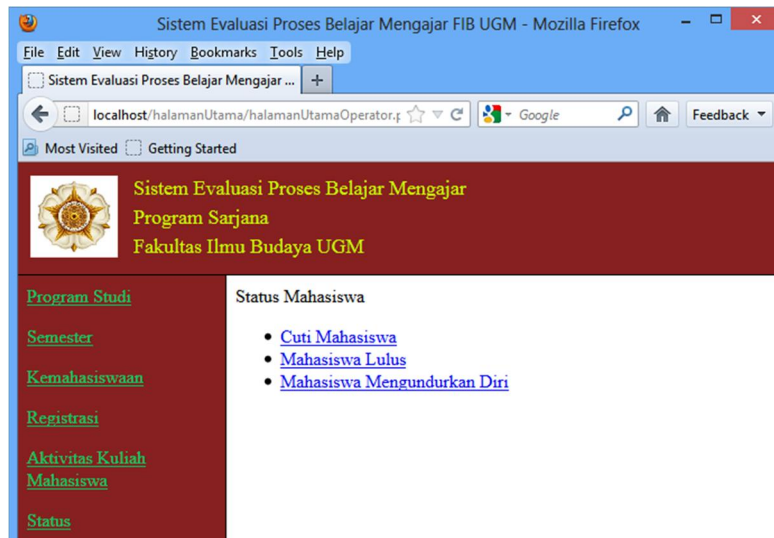 Sistem Evaluasi Proses Belajar Mengajar FIB UGM - Mozilla Firefox
File Edit View History Bookmarks Tools Help
Sistem Evaluasi Proses Belajar Mengajar ... +
localhost/halamanUtama/halamanUtamaOperator.p Google Feedback
Most Visited Getting Started
Sistem Evaluasi Proses Belajar Mengajar
Program Sarjana
Fakultas Ilmu Budaya UGM
Program Studi
Semester
Kemahasiswaan
Registrasi
Aktivitas Kuliah
Mahasiswa
Status
Status Mahasiswa
• Cuti Mahasiswa
• Mahasiswa Lulus
• Mahasiswa Mengundurkan Diri